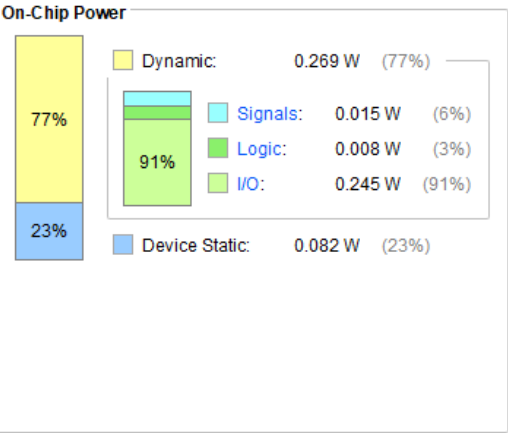 On-Chip Power
Dynamic: 0.269 W (77%)
77%
Signals: 0.015 W (6%)
Logic: 0.008 W (3%)
91%
I/O: 0.245 W (91%)
23%
Device Static: 0.082 W (23%)